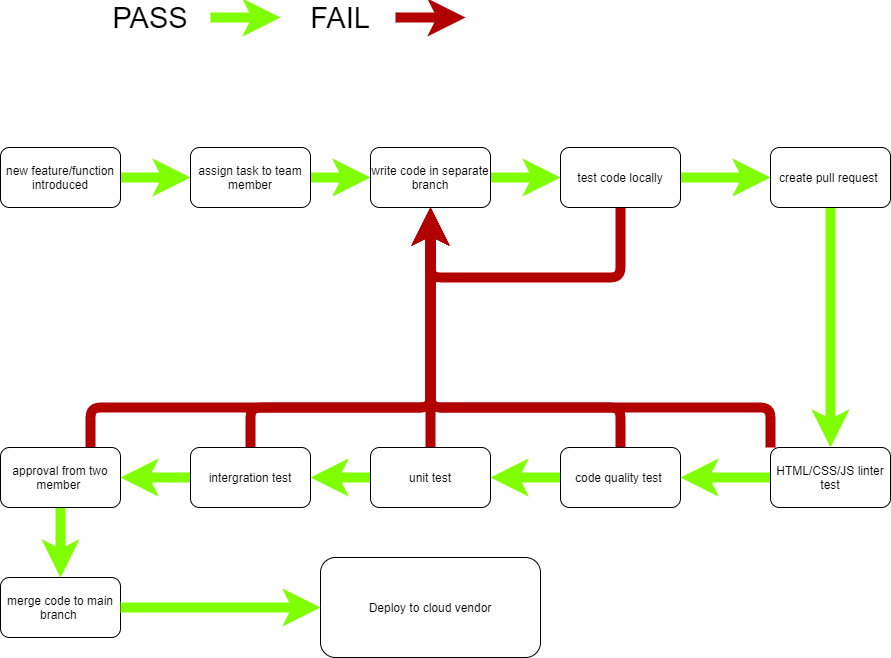 PASS
FAIL
new feature/function
introduced
assign task to team
member
write code in separate
branch
test code locally
create pull request
approval from two
member
intergration test
unit test
code quality test
HTML/CSS/JS linter
test
merge code to main
branch
Deploy to cloud vendor